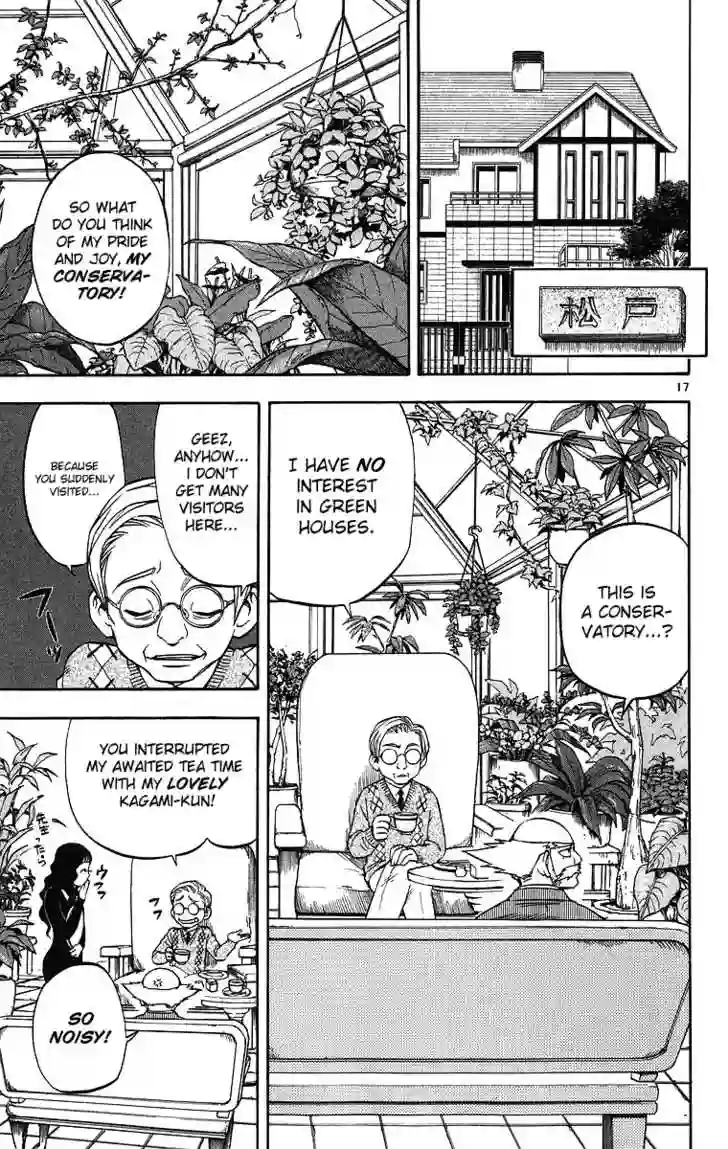 松戸
SO WHAT
DO YOU THINK
OF MY PRIDE
AND JOY, MY
CONSERVA-
TORY!
17
THIS IS
A CONSER-
VATORY...?
I HAVE NO
INTEREST
IN GREEN
HOUSES.
GEEZ,
ANYHOW...
I DON'T
GET MANY
VISITORS
HERE...
BECAUSE
YOU SUDDENLY
VISITED...
YOU INTERRUPTED
MY AWAITED TEA TIME
WITH MY LOVELY
KAGAMI-KUN!
SO
NOISY!